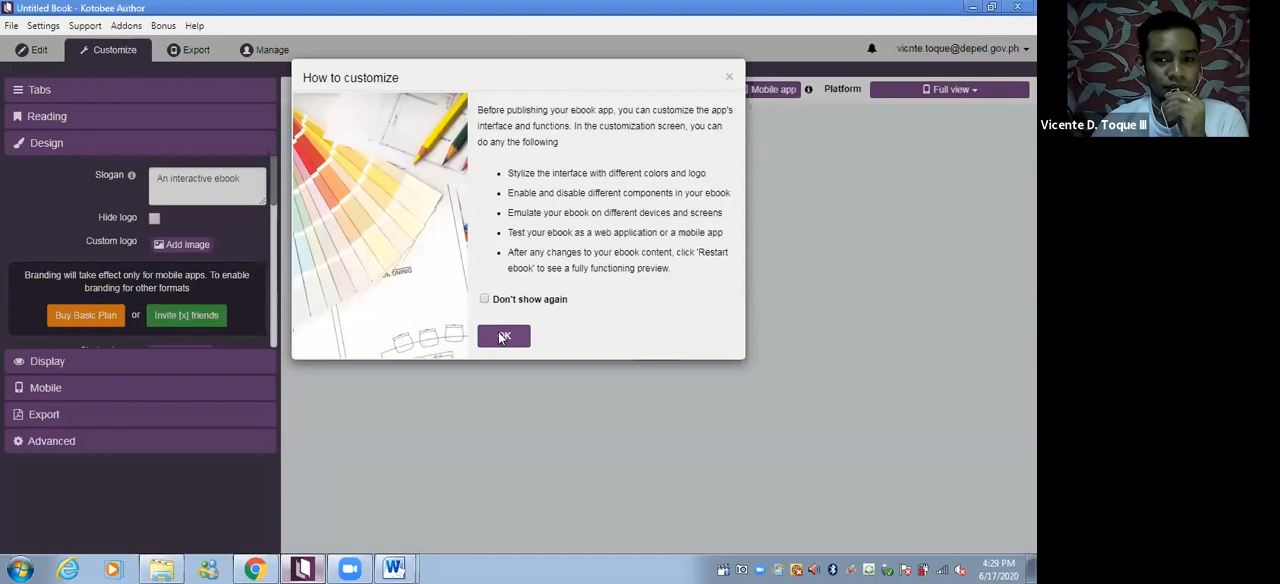 Untitled Book - Kotobee Author
File Settings Support Addons Bonus Help
Edit Customize Export Manage vicnte.toque@deped.gov.ph
Tabs
Reading
Design
Slogan An interactive ebook
Hide logo
Custom logo Add image
Branding will take effect only for mobile apps. To enable
branding for other formats
Buy Basic Plan or Invite [x] friends
Display
Mobile
Export
Advanced
How to customize ×
Before publishing your ebook app, you can customize the app's
interface and functions. In the customization screen, you can
do any the following
• Stylize the interface with different colors and logo
• Enable and disable different components in your ebook
• Emulate your ebook on different devices and screens
• Test your ebook as a web application or a mobile app
• After any changes to your ebook content, click 'Restart
ebook' to see a fully functioning preview.
Don't show again
OK
Mobile app Platform Full view
Vicente D. Toque III
4:29 PM
6/17/2020